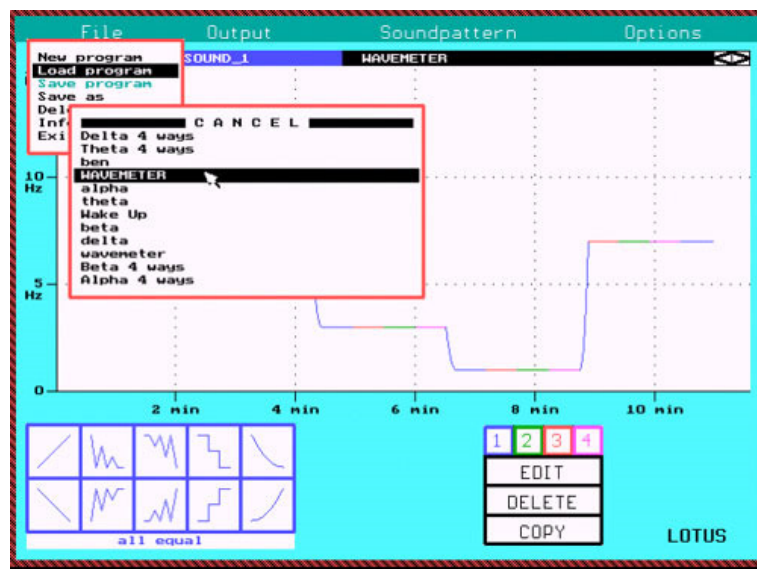 File Output Soundpattern Options
New program
SOUND_1 WAVEMETER
Load program
Save program
Save as
Del
Inf
Exi
CANCEL
Delta 4 ways
Theta 4 ways
ben
WAVEMETER
alpha
theta
Wake Up
beta
delta
wavemeter
Beta 4 ways
Alpha 4 ways
10
Hz
5
Hz
0
2 min 4 min 6 min 8 min 10 min
1 2 3 4
EDIT
DELETE
COPY
all equal
LOTUS